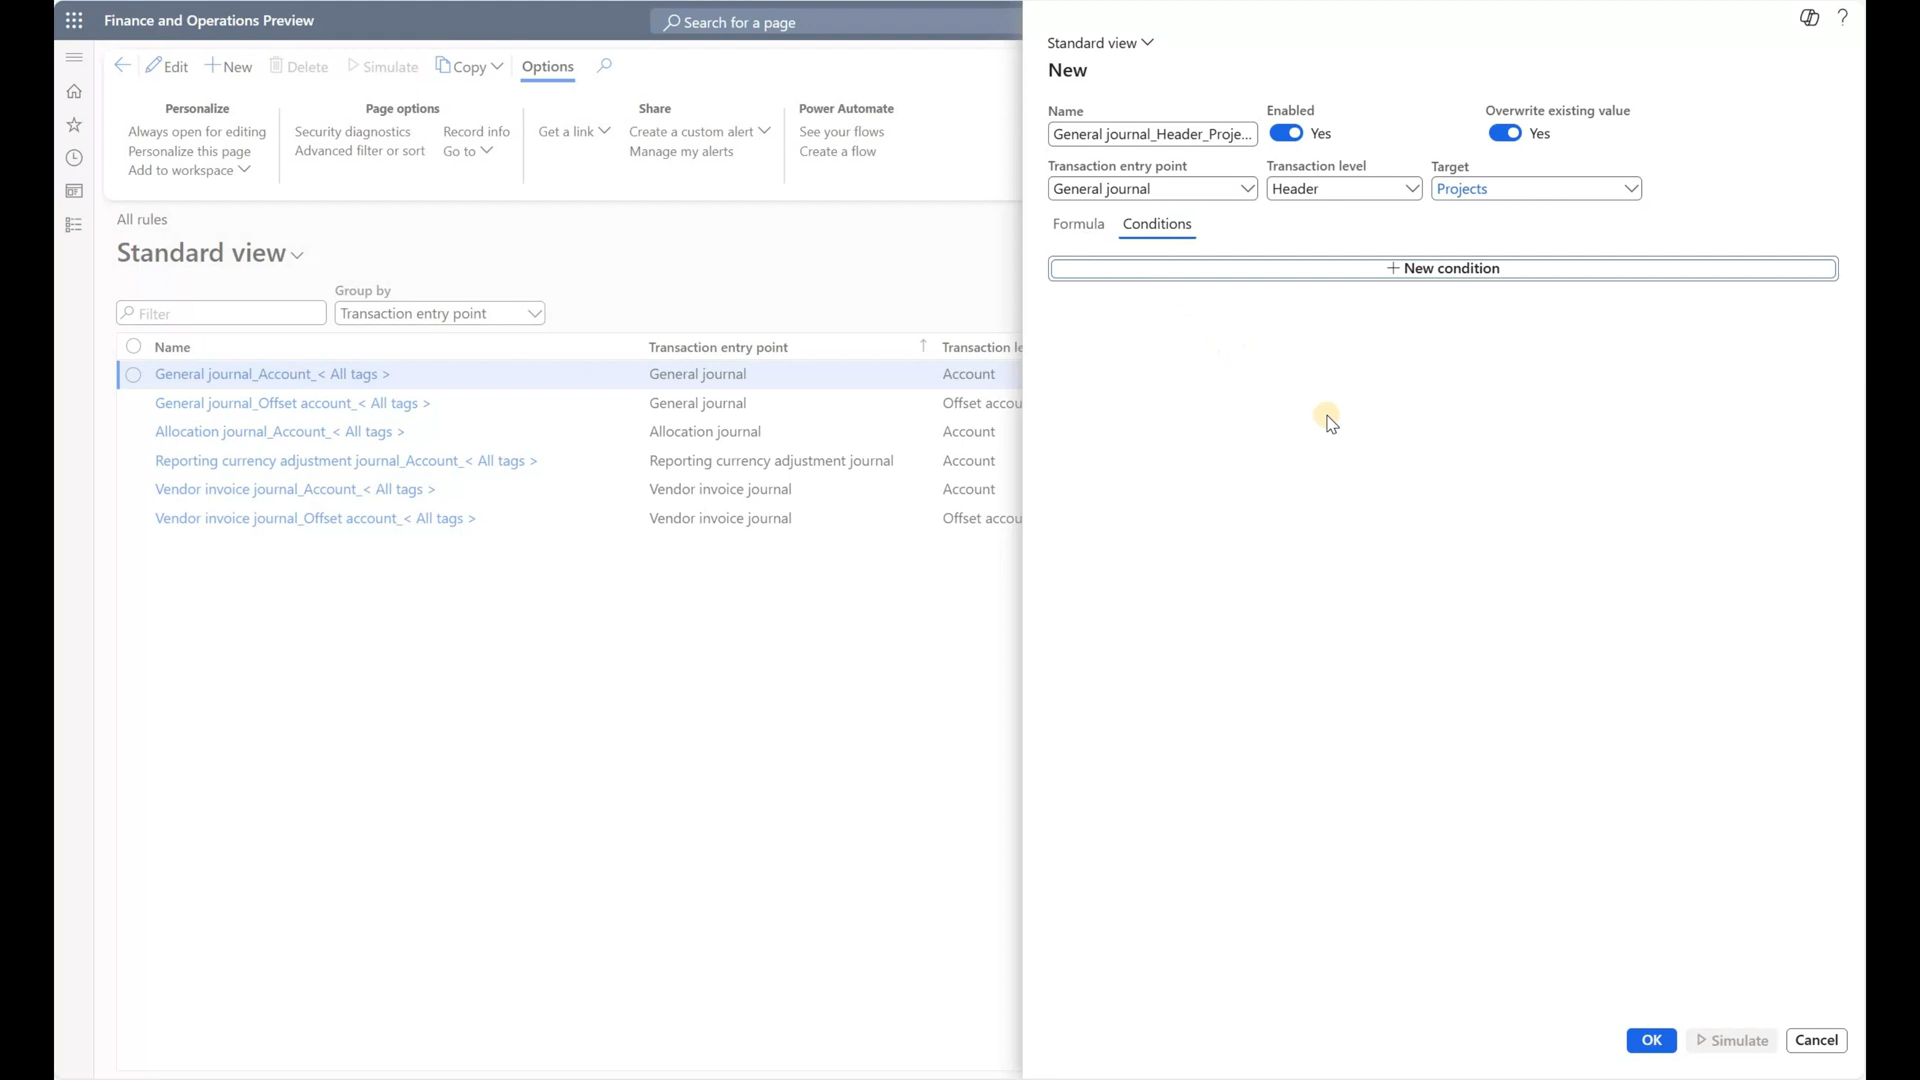 Finance and Operations Preview
Search for a page
Edit New Delete Simulate Copy Options
Personalize
Always open for editing
Personalize this page
Add to workspace
Page options
Security diagnostics Record info
Advanced filter or sort Go to
Share
Get a link Create a custom alert
Manage my alerts
Power Automate
See your flows
Create a flow
All rules
Standard view
Group by
Filter Transaction entry point
Name Transaction entry point Transaction le
General journal_Account_< All tags > General journal Account
General journal_Offset account_< All tags > General journal Offset accou
Allocation journal_Account_< All tags > Allocation journal Account
Reporting currency adjustment journal_Account_< All tags > Reporting currency adjustment journal Account
Vendor invoice journal_Account_< All tags > Vendor invoice journal Account
Vendor invoice journal_Offset account_< All tags > Vendor invoice journal Offset accou
?
Standard view
New
Name Enabled Overwrite existing value
General journal_Header_Proje... Yes Yes
Transaction entry point Transaction level Target
General journal Header Projects
Formula Conditions
+ New condition
OK Simulate Cancel